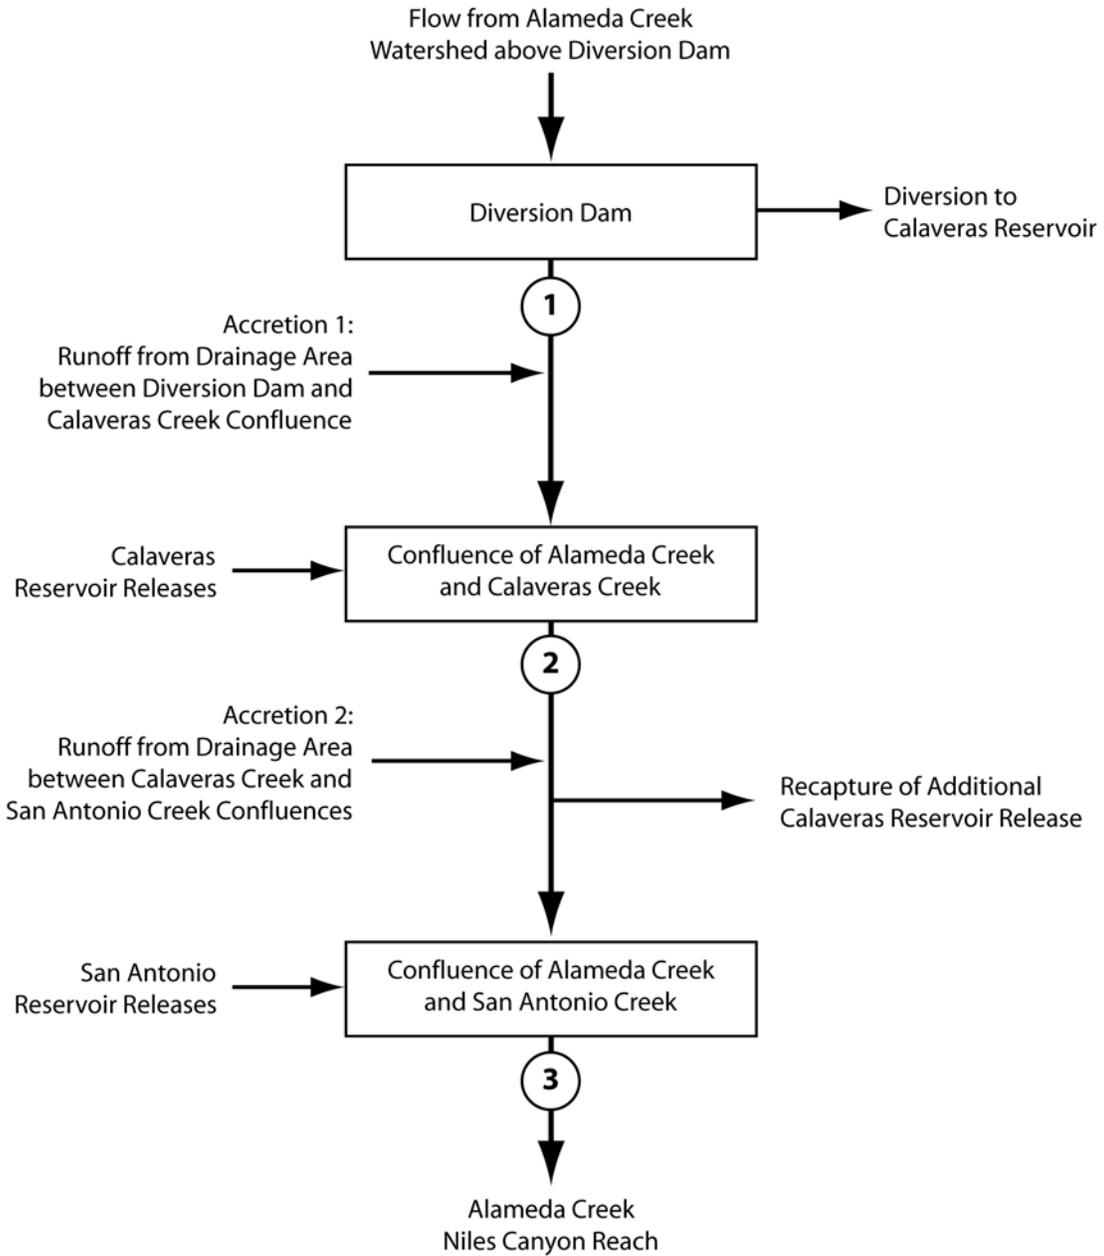 Flow from Alameda Creek
Watershed above Diversion Dam
Diversion Dam
Diversion to
Calaveras Reservoir
1
Accretion 1:
Runoff from Drainage Area
between Diversion Dam and
Calaveras Creek Confluence
Calaveras
Reservoir Releases
Confluence of Alameda Creek
and Calaveras Creek
2
Accretion 2:
Runoff from Drainage Area
between Calaveras Creek and
San Antonio Creek Confluences
Recapture of Additional
Calaveras Reservoir Release
San Antonio
Reservoir Releases
Confluence of Alameda Creek
and San Antonio Creek
3
Alameda Creek
Niles Canyon Reach